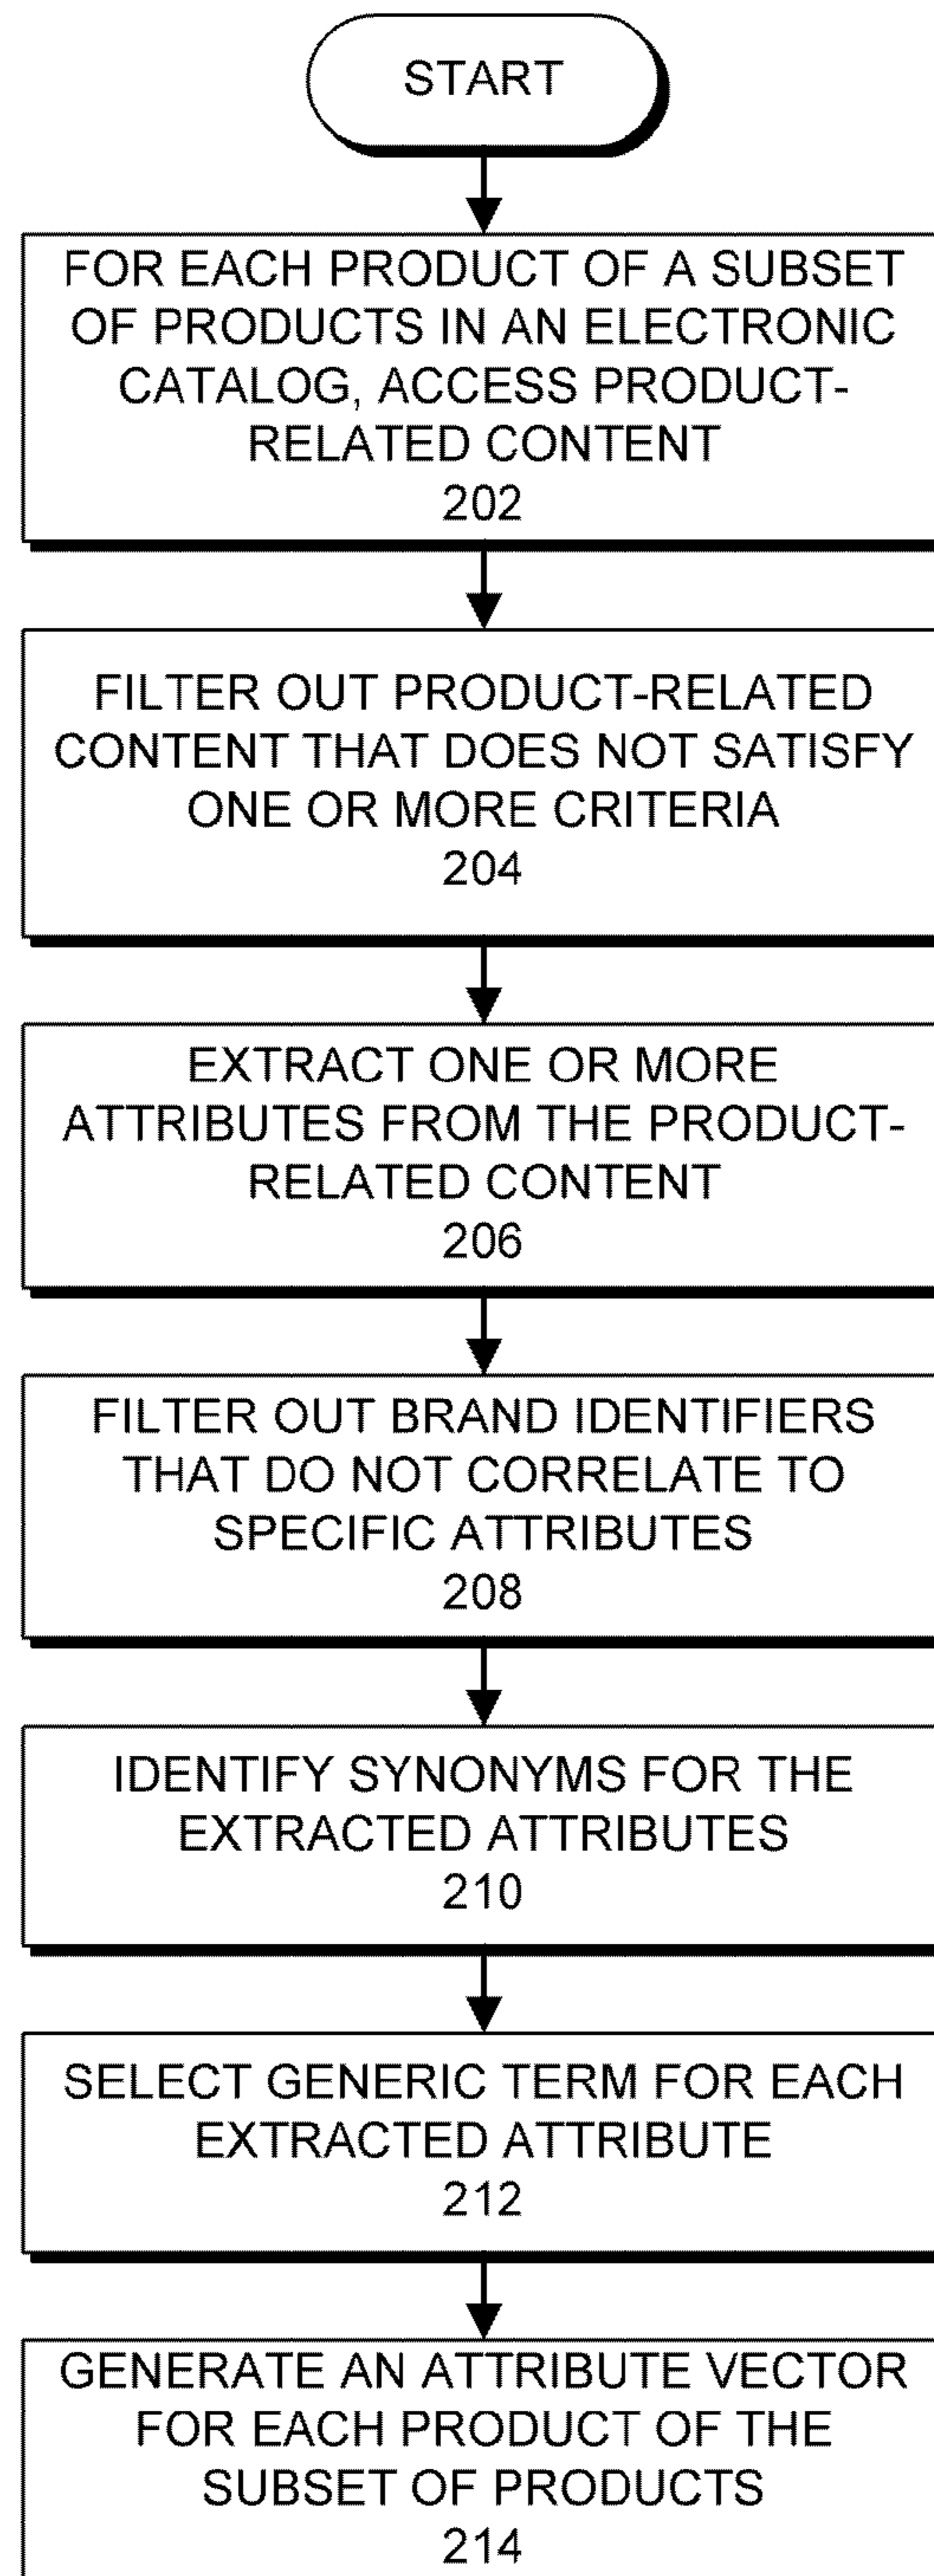 START
FOR EACH PRODUCT OF A SUBSET
OF PRODUCTS IN AN ELECTRONIC
CATALOG, ACCESS PRODUCT-
RELATED CONTENT
202
FILTER OUT PRODUCT-RELATED
CONTENT THAT DOES NOT SATISFY
ONE OR MORE CRITERIA
204
EXTRACT ONE OR MORE
ATTRIBUTES FROM THE PRODUCT-
RELATED CONTENT
206
FILTER OUT BRAND IDENTIFIERS
THAT DO NOT CORRELATE TO
SPECIFIC ATTRIBUTES
208
IDENTIFY SYNONYMS FOR THE
EXTRACTED ATTRIBUTES
210
SELECT GENERIC TERM FOR EACH
EXTRACTED ATTRIBUTE
212
GENERATE AN ATTRIBUTE VECTOR
FOR EACH PRODUCT OF THE
SUBSET OF PRODUCTS
214